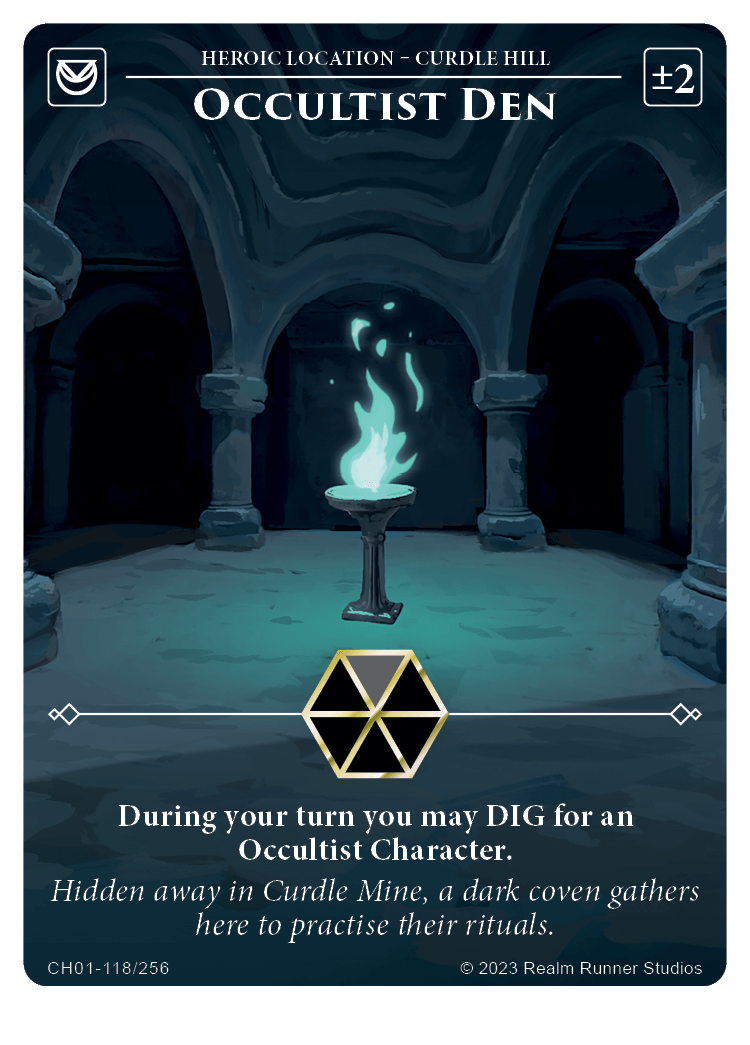 HEROIC LOCATION – CURDLE HILL
±2
OCCULTIST DEN
During your turn you may DIG for an
Occultist Character.
Hidden away in Curdle Mine, a dark coven gathers
here to practise their rituals.
CH01-118/256
© 2023 Realm Runner Studios